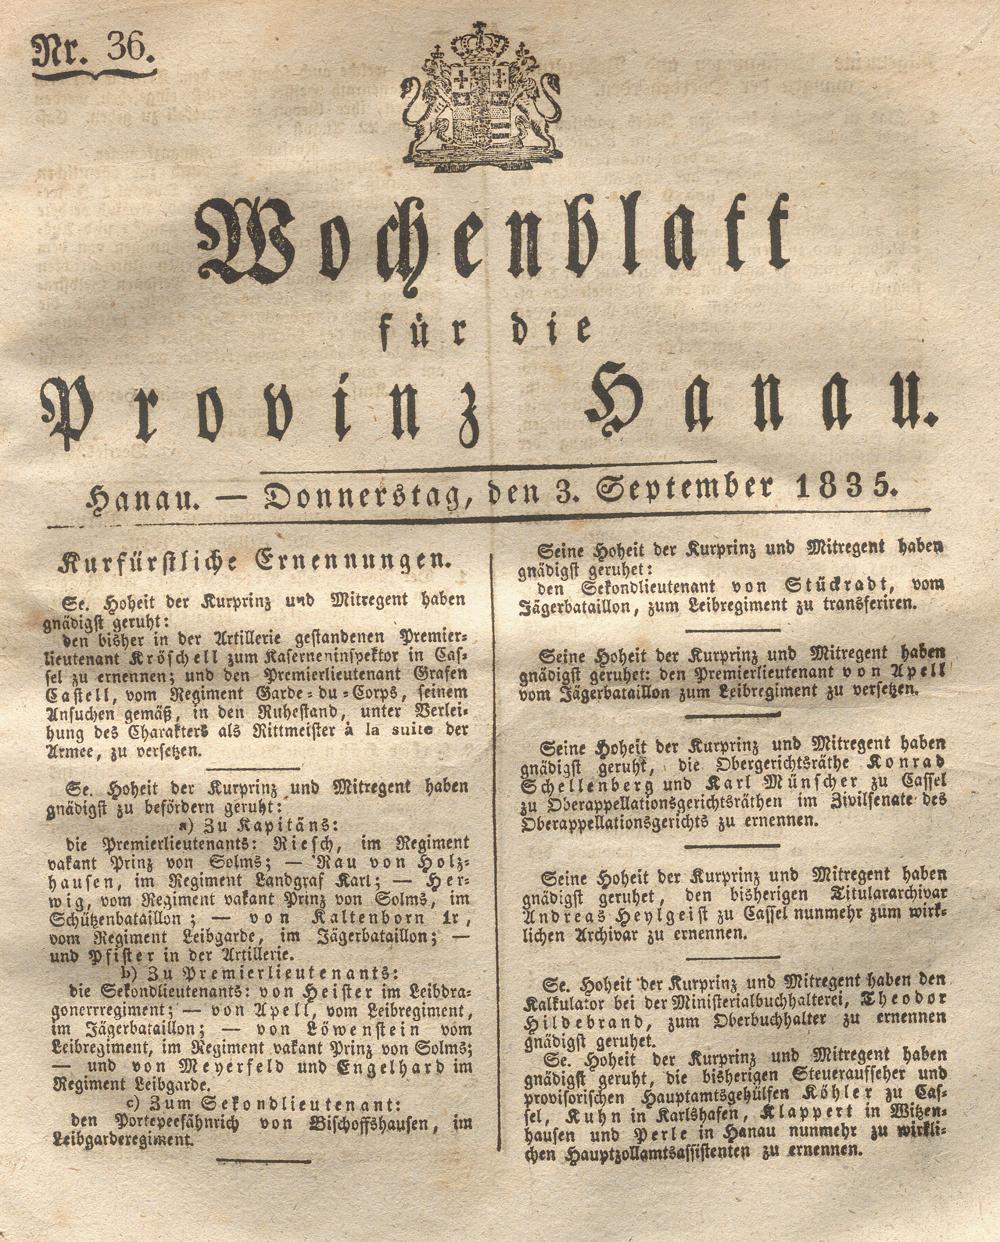 Nr. 36.
Wochenblatt
für die
Provinz Hanau.
Hanau. — Donnerstag, den 3. September 1835.
Kurfürstliche Ernennungen.
Se. Hoheit der Kurprinz und Mitregent haben
gnädigst geruht:
den bisher in der Artillerie gestandenen Premier-
lieutenant Kröschell zum Kaserneninspektor in Cas-
sel zu ernennen; und den Premierlieutenant Grafen
Castell, vom Regiment Garde-du-Corps, seinem
Ansuchen gemäß, in den Ruhestand, unter Verlei-
hung des Charakters als Rittmeister à la suite der
Armee, zu versetzen.
Se. Hoheit der Kurprinz und Mitregent haben
gnädigst zu befördern geruht:
a) Zu Kapitäns:
die Premierlieutenants: Riesch, im Regiment
vakant Prinz von Solms; — Rau von Holz-
hausen, im Regiment Landgraf Karl; — Her-
wig, vom Regiment vakant Prinz von Solms, im
Schützenbataillon; — von Kaltenborn 1r,
vom Regiment Leibgarde, im Jägerbataillon; —
und Pfister in der Artillerie.
b) Zu Premierlieutenants:
die Sekondlieutenants: von Heister im Leibdra-
gonerregiment; — von Apell, vom Leibregiment,
im Jägerbataillon; — von Löwenstein vom
Leibregiment, im Regiment vakant Prinz von Solms;
— und von Meyerfeld und Engelhard im
Regiment Leibgarde.
c) Zum Sekondlieutenant:
den Portepeefähnrich von Bischoffshausen, im
Leibgarderegiment.
Seine Hoheit der Kurprinz und Mitregent haben
gnädigst geruhet:
den Sekondlieutenant von Stückradt, vom
Jägerbataillon, zum Leibregiment zu transferiren.
Seine Hoheit der Kurprinz und Mitregent haben
gnädigst geruhet: den Premierlieutenant von Apell
vom Jägerbataillon zum Leibregiment zu versetzen.
Seine Hoheit der Kurprinz und Mitregent haben
gnädigst geruht, die Obergerichtsräthe Konrad
Schellenberg und Karl Münscher zu Cassel
zu Oberappellationsgerichtsräthen im Zivilsenate des
Oberappellationsgerichts zu ernennen.
Seine Hoheit der Kurprinz und Mitregent haben
gnädigst geruhet, den bisherigen Titulararchivar
Andreas Heylgeist zu Cassel nunmehr zum wirk-
lichen Archivar zu ernennen.
Se. Hoheit der Kurprinz und Mitregent haben den
Kalkulator bei der Ministerialbuchhalterei, Theodor
Hildebrand, zum Oberbuchhalter zu ernennen
gnädigst geruhet.
Se. Hoheit der Kurprinz und Mitregent haben
gnädigst geruht, die bisherigen Steueraufseher und
provisorischen Hauptamtsgehülfen Köhler zu Cas-
sel, Kuhn in Karlshafen, Klappert in Witzen-
hausen und Perle in Hanau nunmehr zu wirkli-
chen Hauptzollamtsassistenten zu ernennen.